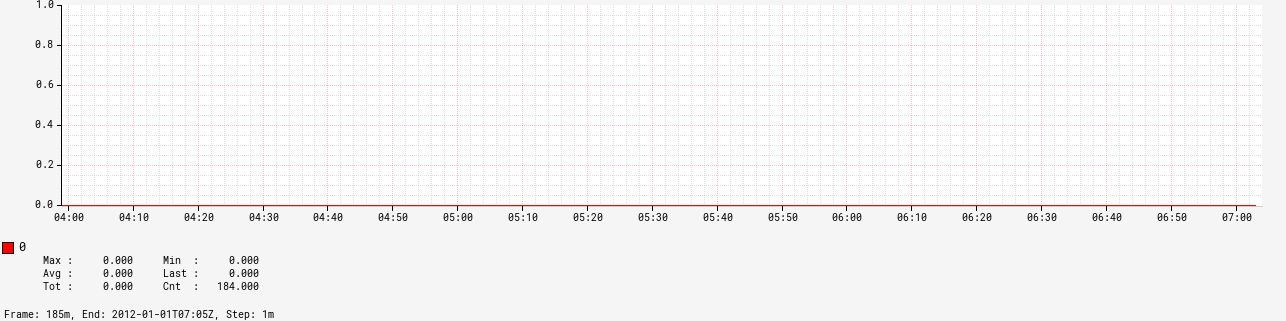 1.0
0.8
0.6
0.4
0.2
0.0
04:00 04:10 04:20 04:30 04:40 04:50 05:00 05:10 05:20 05:30 05:40 05:50 06:00 06:10 06:20 06:30 06:40 06:50 07:00
0
Max : 0.000 Min : 0.000
Avg : 0.000 Last : 0.000
Tot : 0.000 Cnt : 184.000
Frame: 185m, End: 2012-01-01T07:05Z, Step: 1m